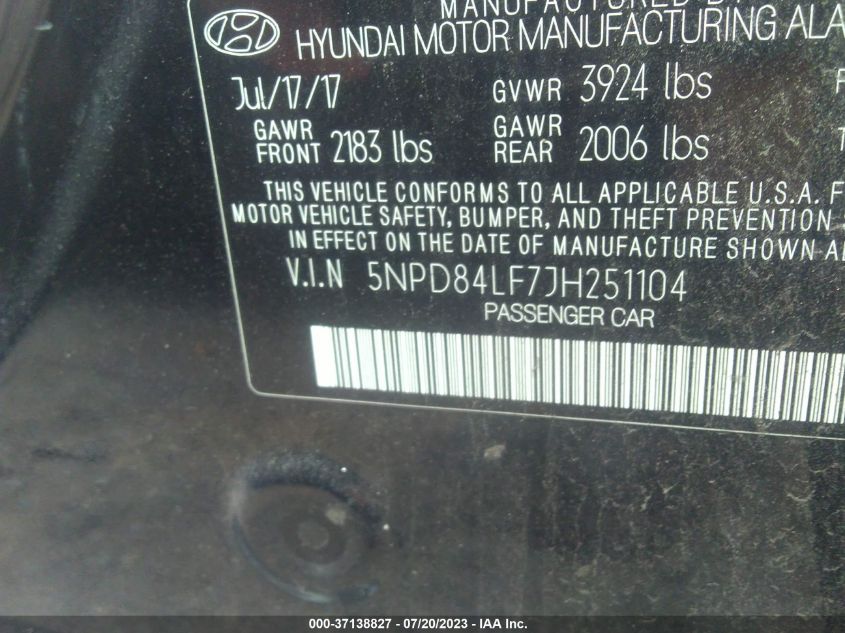 MANUFACTURED B
HYUNDAI MOTOR MANUFACTURING ALA
Jul/17/17 GVWR 3924 lbs F
GAWR FRONT 2183 lbs GAWR REAR 2006 lbs T
THIS VEHICLE CONFORMS TO ALL APPLICABLE U.S.A. F
MOTOR VEHICLE SAFETY, BUMPER, AND THEFT PREVENTION S
IN EFFECT ON THE DATE OF MANUFACTURE SHOWN AB
V.I.N 5NPD84LF7JH251104
PASSENGER CAR
000-37138827 - 07/20/2023 - IAA Inc.